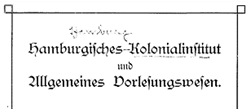 Hamburg
Hamburgisches Kolonialinstitut
und
Allgemeines Vorlesungswesen.